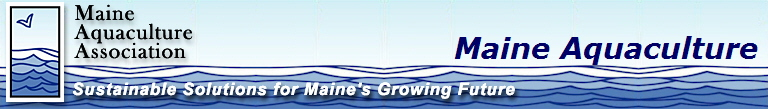 Maine
Aquaculture
Association
Maine Aquaculture
Sustainable Solutions for Maine's Growing Future